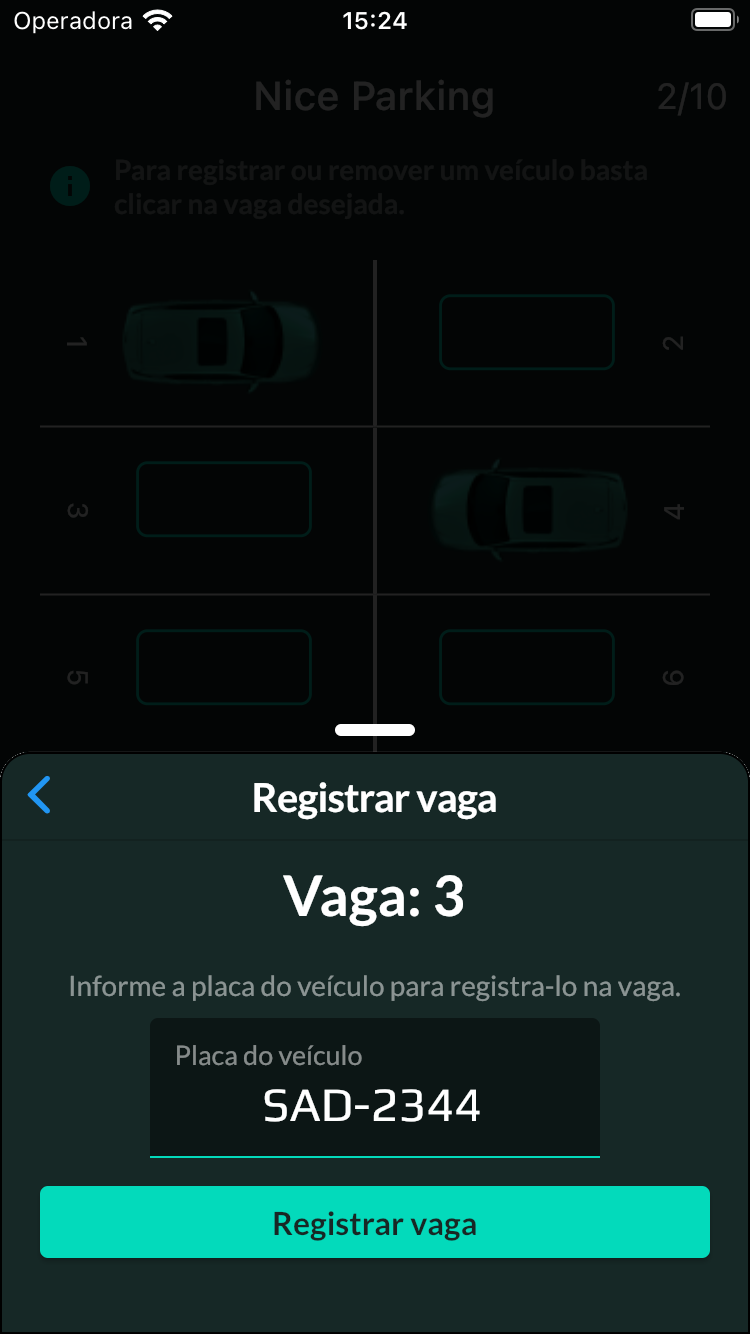 Operadora 15:24
Nice Parking 2/10
Para registrar ou remover um veículo basta
clicar na vaga desejada.
1 2
3 4
5 6
Registrar vaga
Vaga: 3
Informe a placa do veículo para registra-lo na vaga.
Placa do veículo
SAD-2344
Registrar vaga